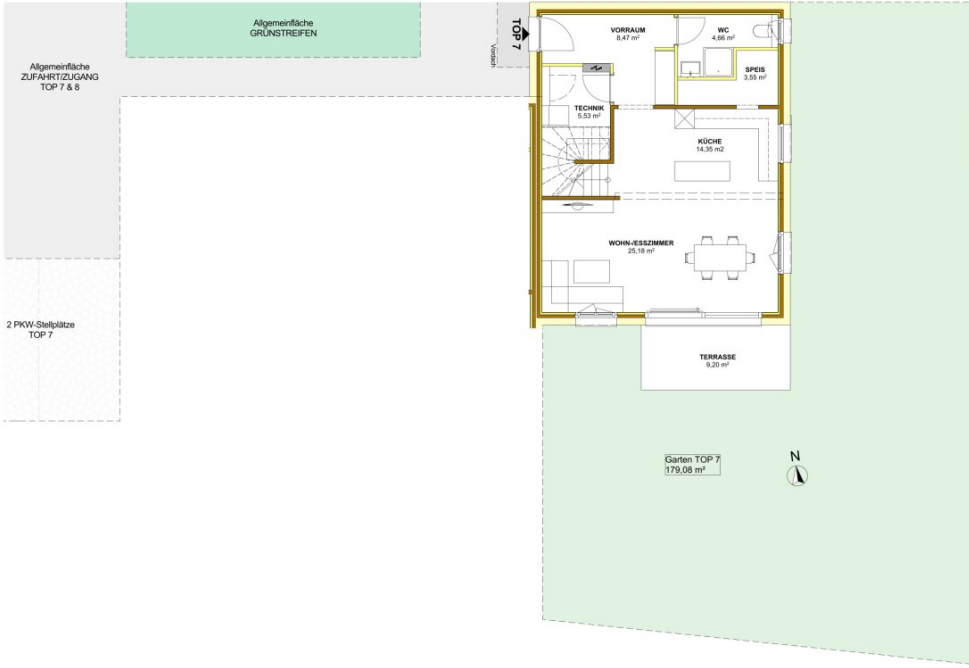 Allgemeinfläche
GRÜNSTREIFEN
Allgemeinfläche
ZUFAHRT/ZUGANG
TOP 7 & 8
Vordach
TOP 7
VORRAUM
8,47 m²
WC
4,66 m²
SPEIS
3,55 m²
TECHNIK
5,53 m²
KÜCHE
14,35 m2
WOHN-/ESSZIMMER
25,18 m²
2 PKW-Stellplätze
TOP 7
TERRASSE
9,20 m²
Garten TOP 7
179,08 m²
N